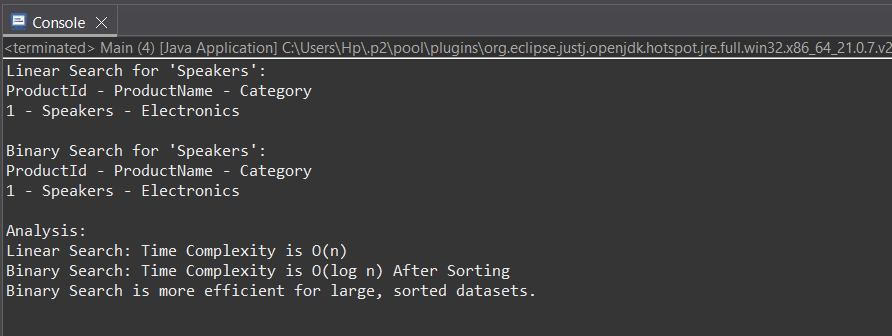 Console
<terminated> Main (4) [Java Application] C:\Users\Hp\.p2\pool\plugins\org.eclipse.justj.openjdk.hotspot.jre.full.win32.x86_64_21.0.7.v2
Linear Search for 'Speakers':
ProductId - ProductName - Category
1 - Speakers - Electronics
Binary Search for 'Speakers':
ProductId - ProductName - Category
1 - Speakers - Electronics
Analysis:
Linear Search: Time Complexity is O(n)
Binary Search: Time Complexity is O(log n) After Sorting
Binary Search is more efficient for large, sorted datasets.